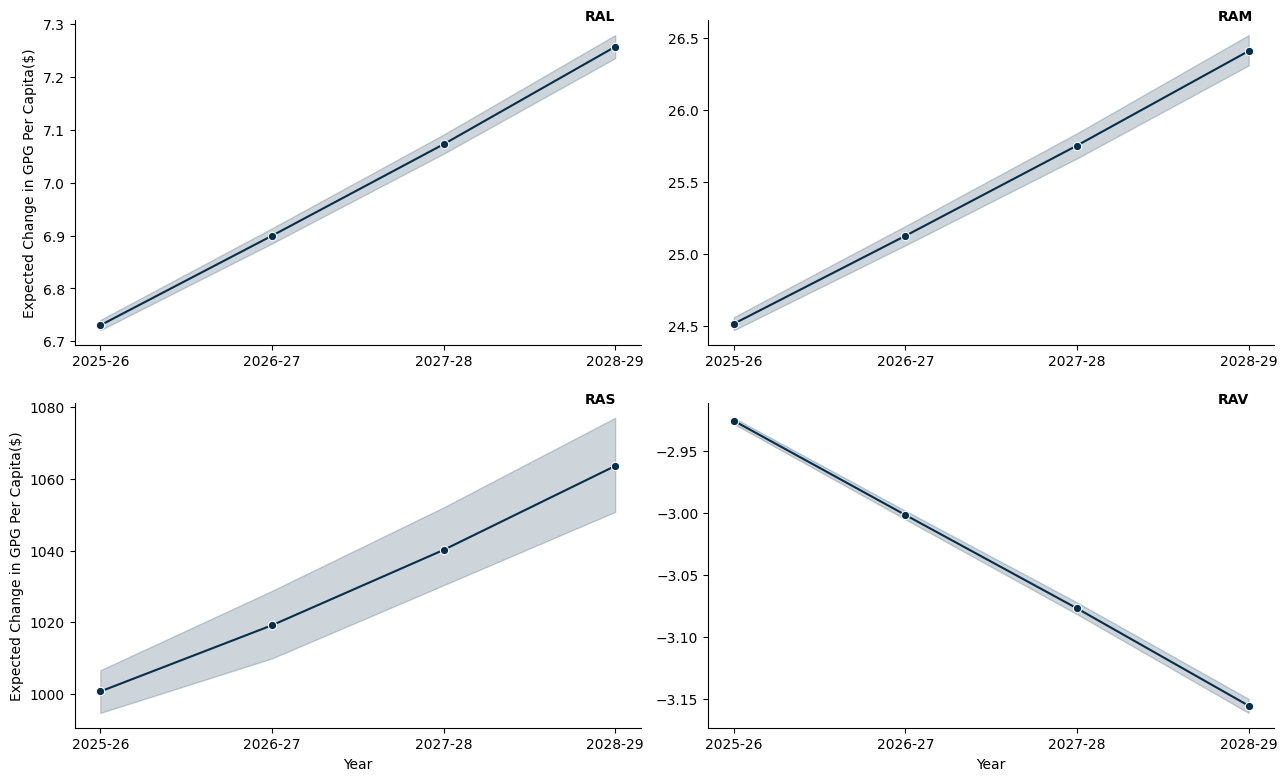 RAL
Expected Change in GPG Per Capita($)
7.3
7.2
7.1
7.0
6.9
6.8
6.7
2025-26 2026-27 2027-28 2028-29
RAM
26.5
26.0
25.5
25.0
24.5
2025-26 2026-27 2027-28 2028-29
RAS
Expected Change in GPG Per Capita($)
1080
1060
1040
1020
1000
2025-26 2026-27 2027-28 2028-29
Year
RAV
−2.95
−3.00
−3.05
−3.10
−3.15
2025-26 2026-27 2027-28 2028-29
Year